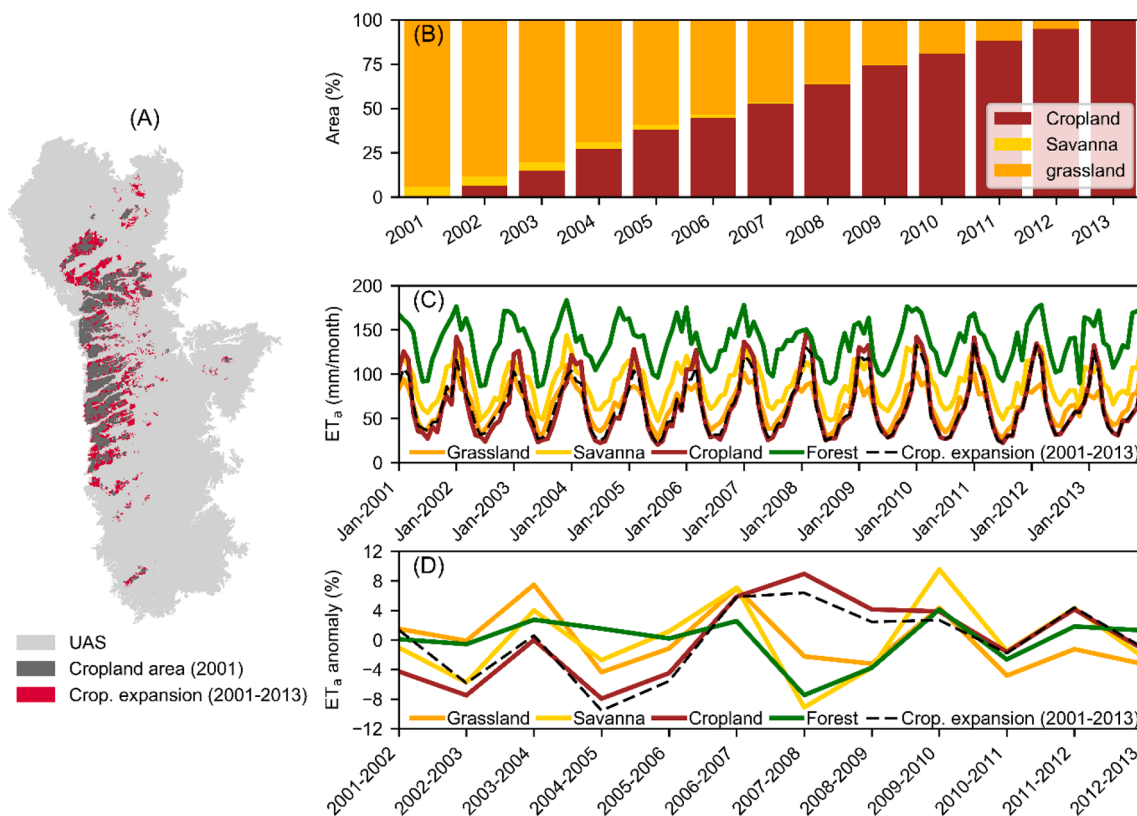 (A)
UAS
Cropland area (2001)
Crop. expansion (2001-2013)
(B)
Area (%)
100
75
50
25
0
Cropland
Savanna
grassland
2001
2002
2003
2004
2005
2006
2007
2008
2009
2010
2011
2012
2013
(C)
ETa (mm/month)
200
150
100
50
0
Grassland Savanna Cropland Forest Crop. expansion (2001-2013)
Jan-2001
Jan-2002
Jan-2003
Jan-2004
Jan-2005
Jan-2006
Jan-2007
Jan-2008
Jan-2009
Jan-2010
Jan-2011
Jan-2012
Jan-2013
(D)
ETa anomaly (%)
12
8
4
0
−4
−8
−12
Grassland Savanna Cropland Forest Crop. expansion (2001-2013)
2001-2002
2002-2003
2003-2004
2004-2005
2005-2006
2006-2007
2007-2008
2008-2009
2009-2010
2010-2011
2011-2012
2012-2013